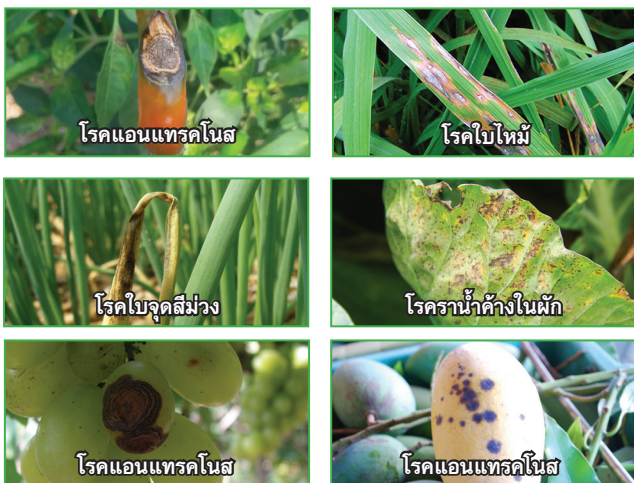 โรคแอนแทรคโนส
โรคใบไหม้
โรคใบจุดสีม่วง
โรคราน้ำค้างในผัก
โรคแอนแทรคโนส
โรคแอนแทรคโนส